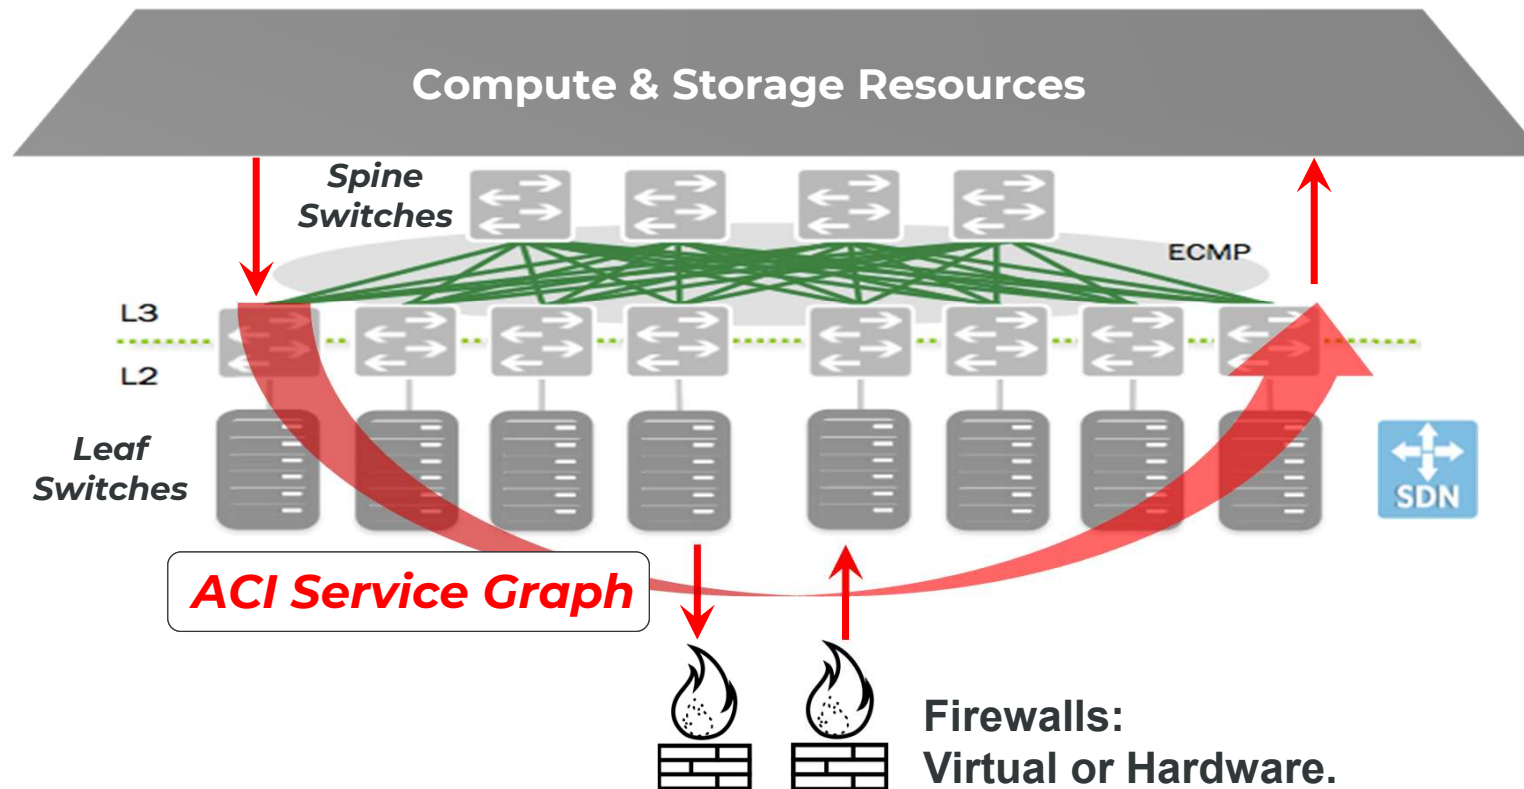 Compute & Storage Resources
Spine
Switches
ECMP
L3
L2
Leaf
Switches
SDN
ACI Service Graph
Firewalls:
Virtual or Hardware.